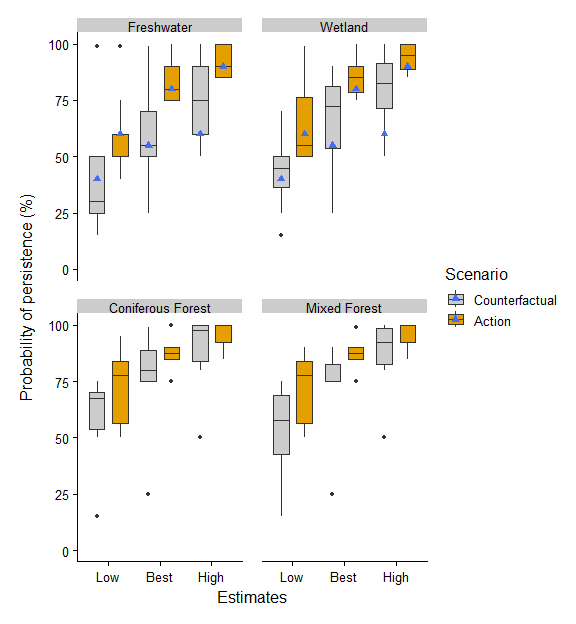 Freshwater
Wetland
100
75
50
25
0
Coniferous Forest
Mixed Forest
100
75
50
25
0
Low
Best
High
Low
Best
High
Estimates
Probability of persistence (%)
Scenario
Counterfactual
Action